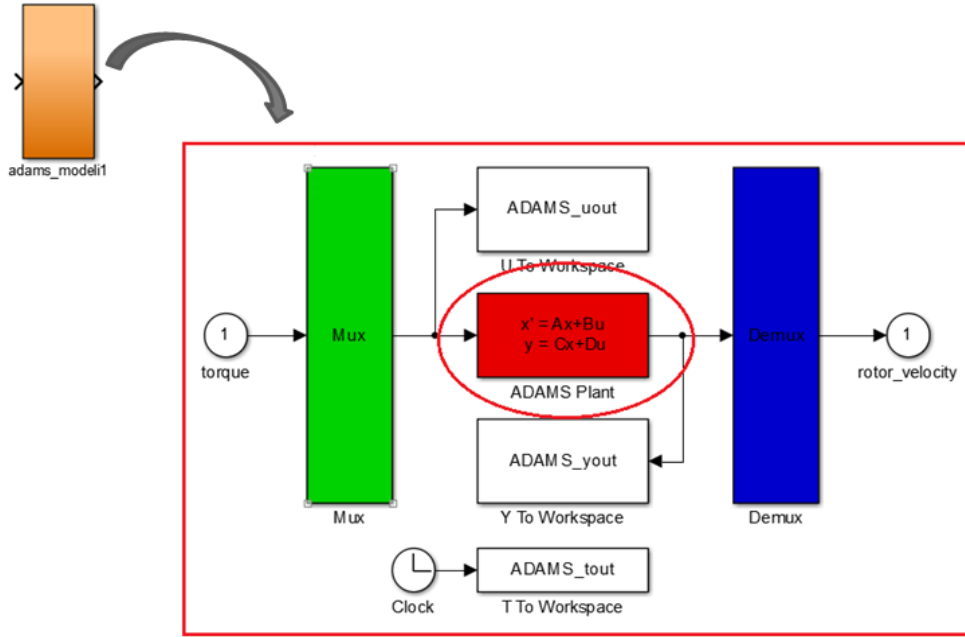 adams_modeli1
ADAMS_uout
U To Workspace
1
torque
Mux
Mux
x' = Ax+Bu
y = Cx+Du
ADAMS Plant
Demux
Demux
1
rotor_velocity
ADAMS_yout
Y To Workspace
Clock
ADAMS_tout
T To Workspace